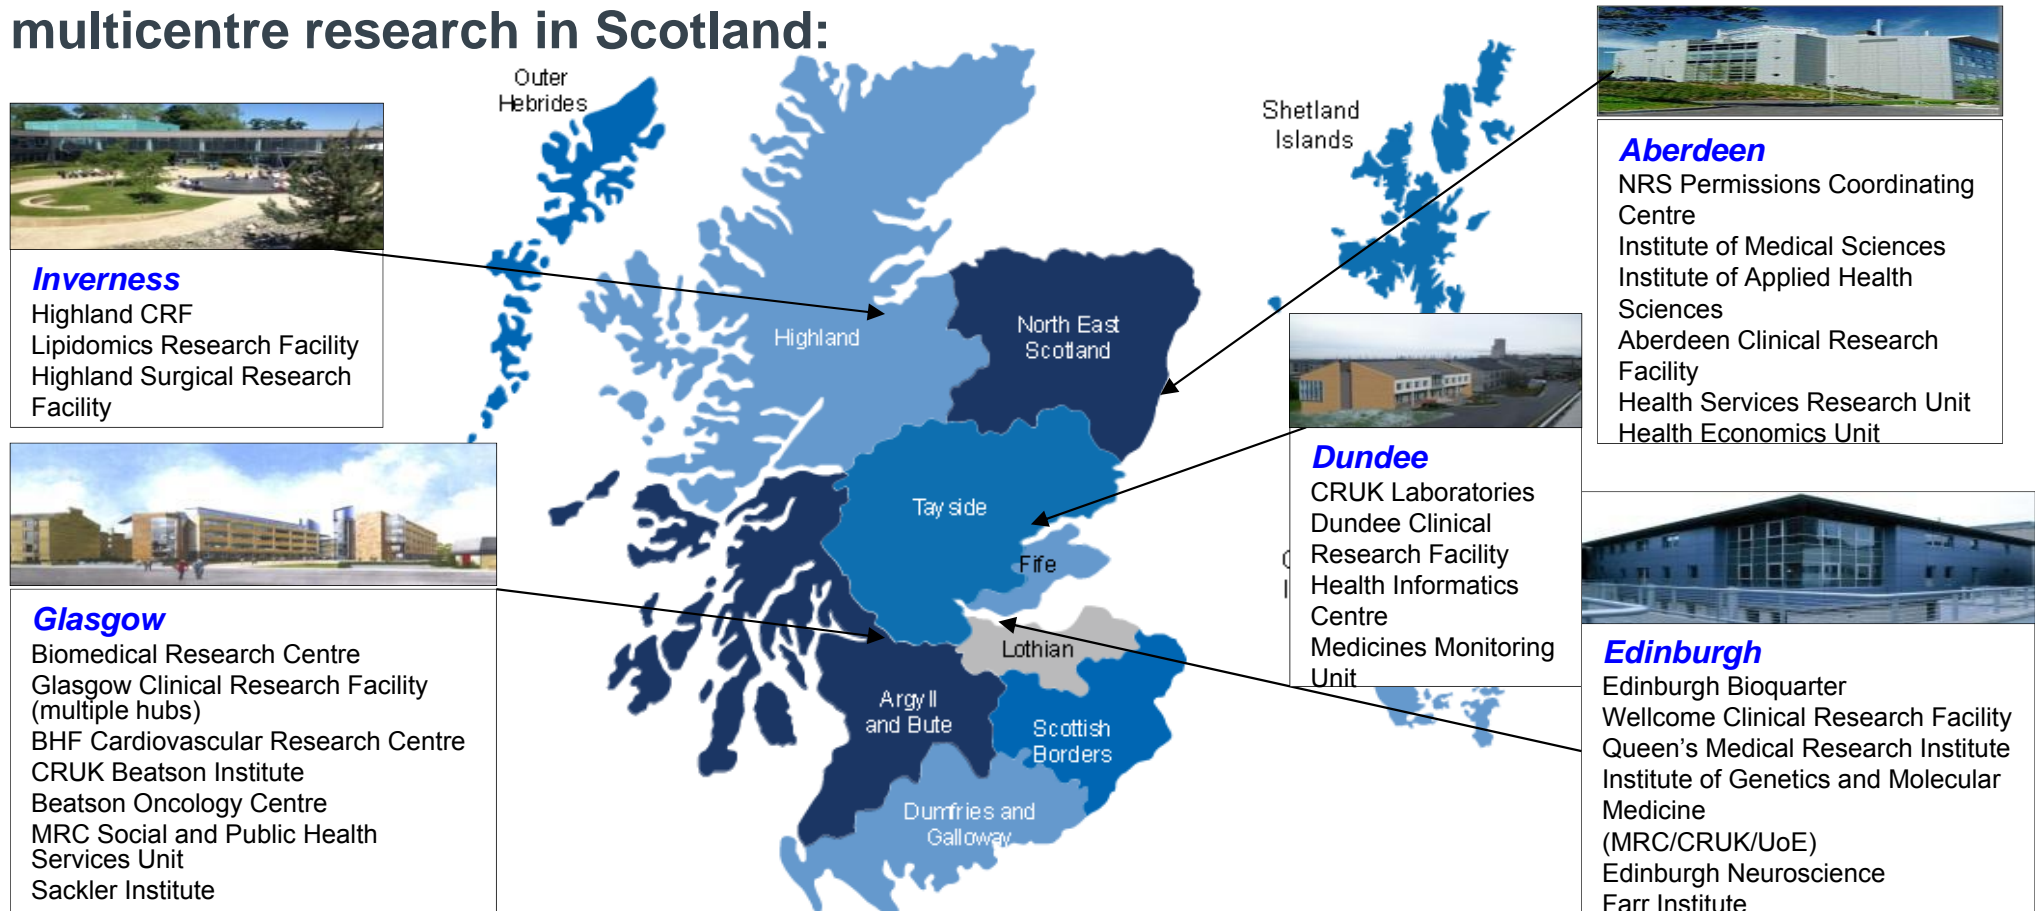 multicentre research in Scotland:
Outer
Hebrides
Shetland
Islands
Highland
North East
Scotland
Tayside
Fife
Lothian
Argyll
and Bute
Scottish
Borders
Dumfries and
Galloway
Inverness
Highland CRF
Lipidomics Research Facility
Highland Surgical Research
Facility
Glasgow
Biomedical Research Centre
Glasgow Clinical Research Facility
(multiple hubs)
BHF Cardiovascular Research Centre
CRUK Beatson Institute
Beatson Oncology Centre
MRC Social and Public Health
Services Unit
Sackler Institute
Aberdeen
NRS Permissions Coordinating
Centre
Institute of Medical Sciences
Institute of Applied Health
Sciences
Aberdeen Clinical Research
Facility
Health Services Research Unit
Health Economics Unit
Dundee
CRUK Laboratories
Dundee Clinical
Research Facility
Health Informatics
Centre
Medicines Monitoring
Unit
Edinburgh
Edinburgh Bioquarter
Wellcome Clinical Research Facility
Queen's Medical Research Institute
Institute of Genetics and Molecular
Medicine
(MRC/CRUK/UoE)
Edinburgh Neuroscience
Farr Institute